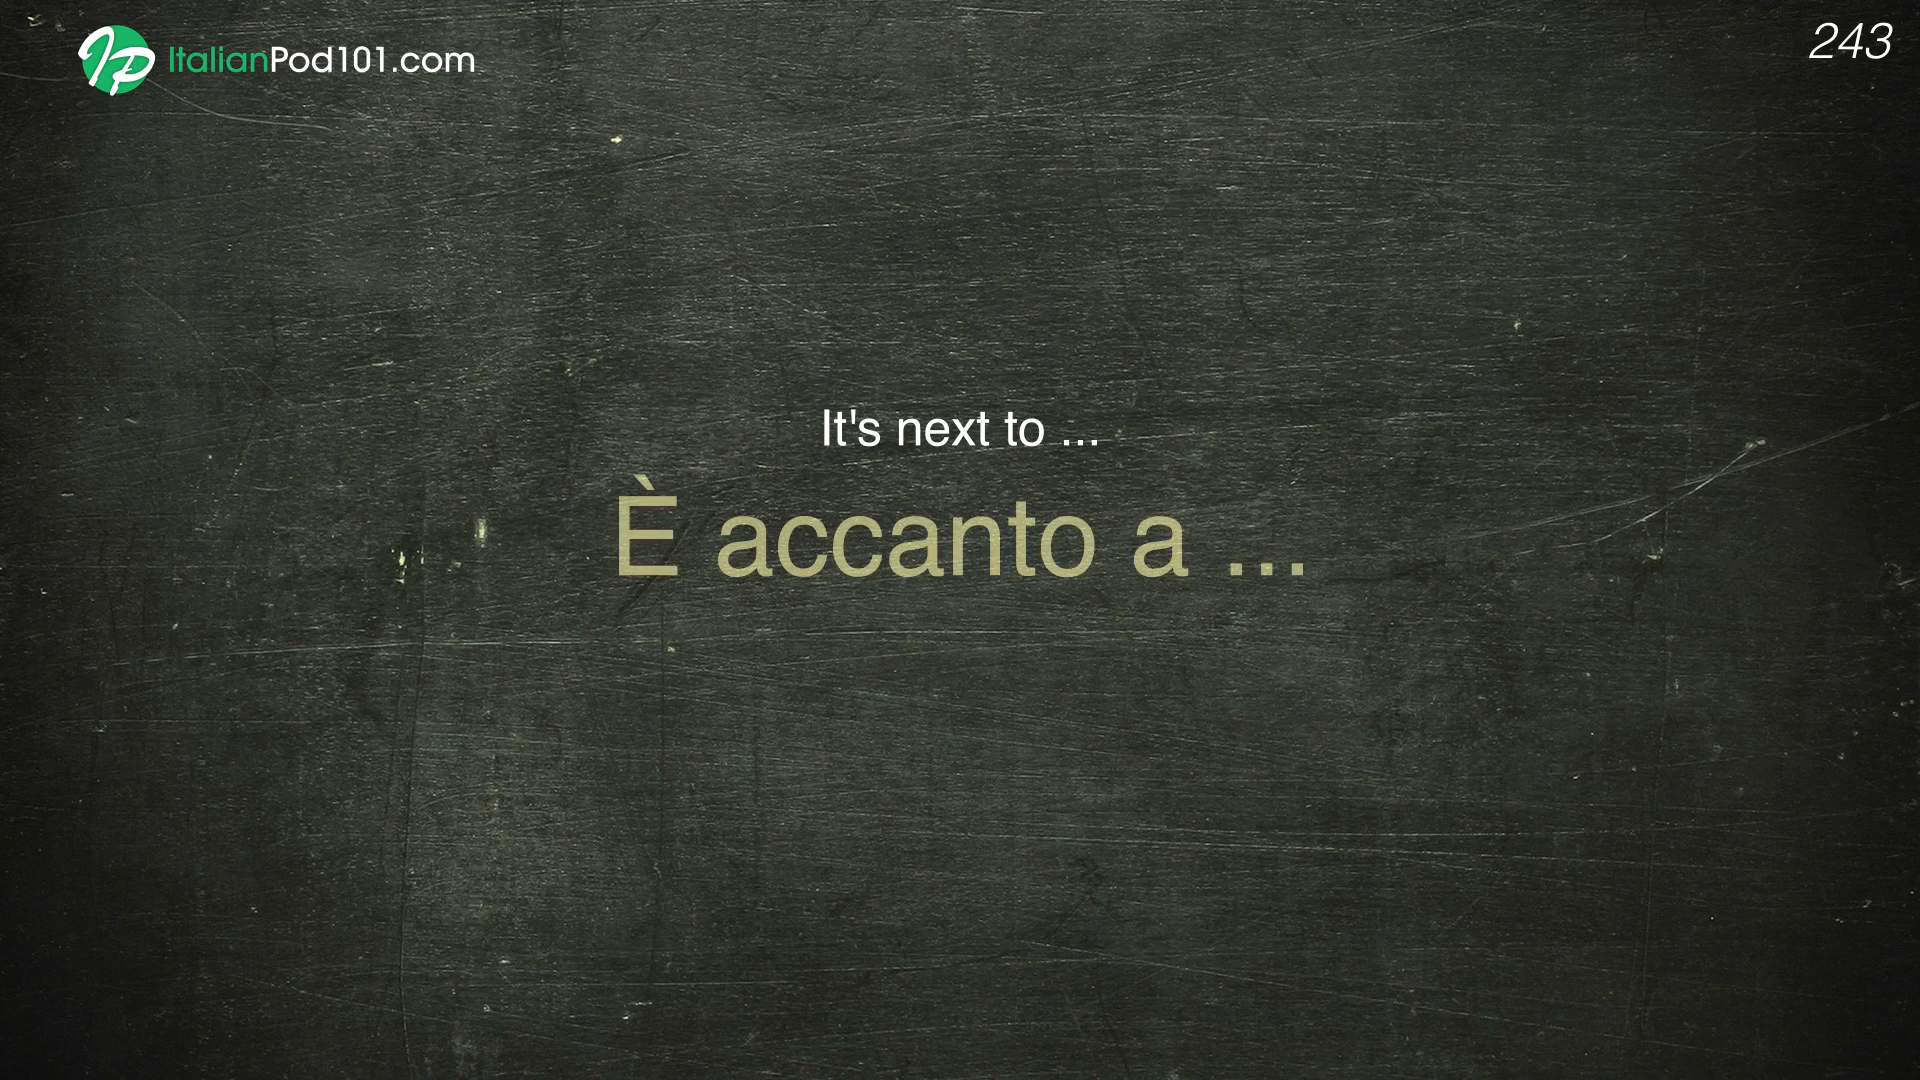 ItalianPod101.com
243
It's next to ...
È accanto a ...